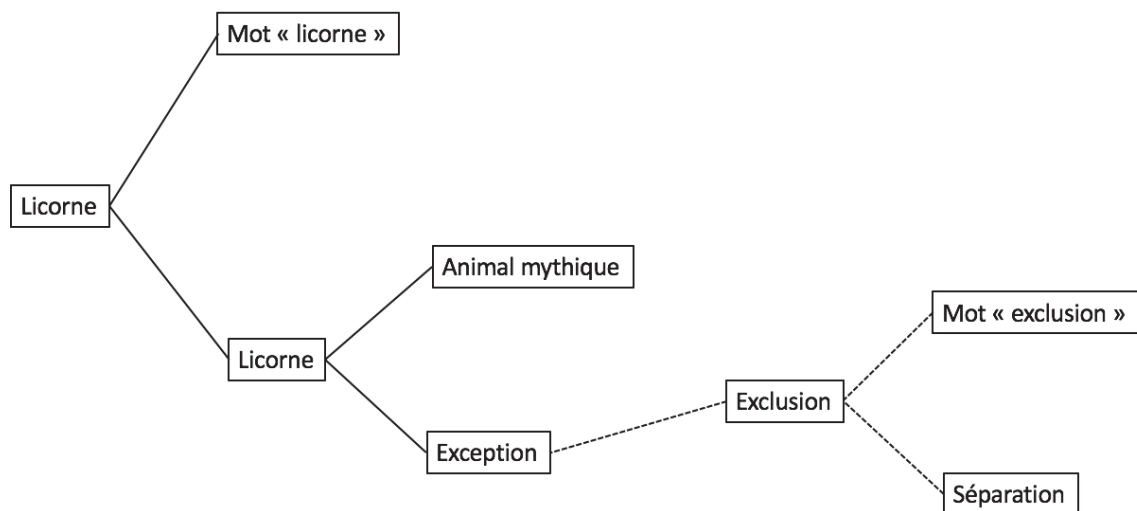 Mot « licorne »
Licorne
Animal mythique
Mot « exclusion »
Licorne
Exclusion
Exception
Séparation